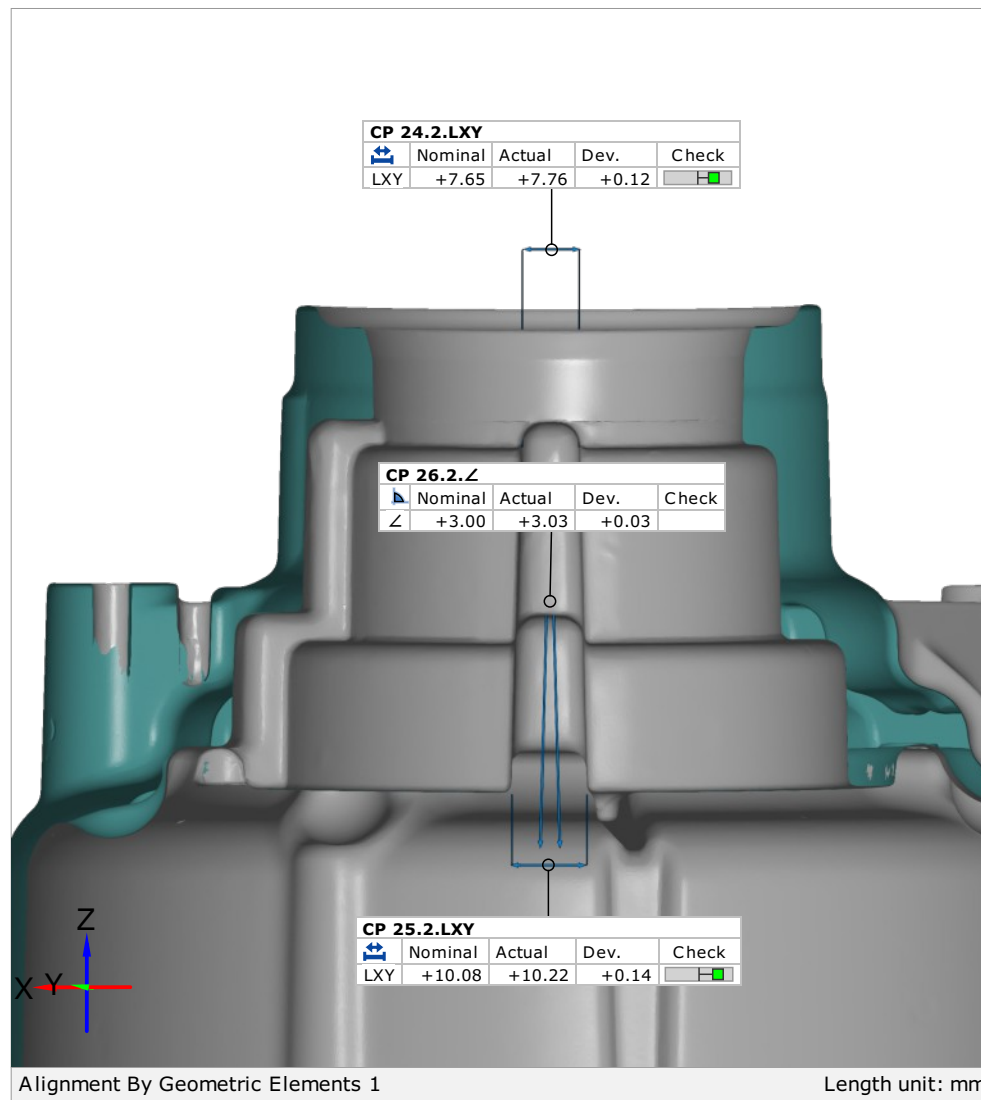 CP 24.2.LXY
Nominal Actual Dev. Check
LXY +7.65 +7.76 +0.12
CP 26.2.∠
Nominal Actual Dev. Check
∠ +3.00 +3.03 +0.03
CP 25.2.LXY
Nominal Actual Dev. Check
LXY +10.08 +10.22 +0.14
Z
X Y
Alignment By Geometric Elements 1 Length unit: mm